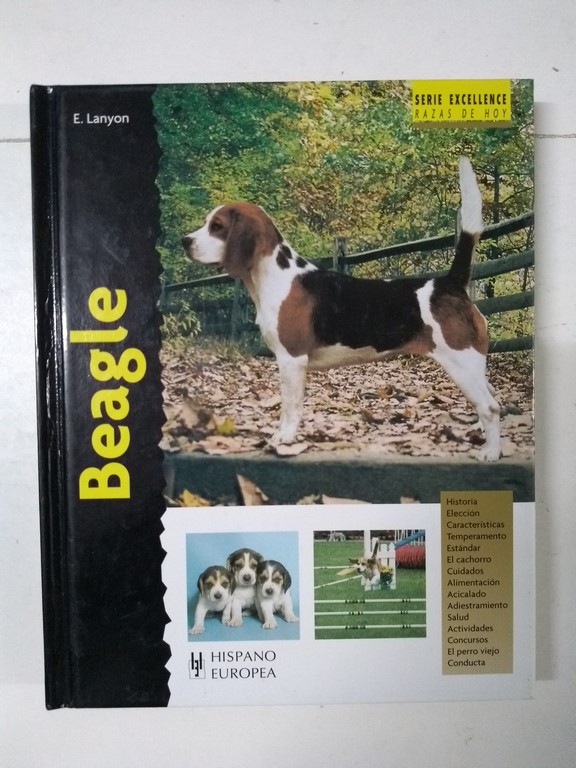 E. Lanyon
SERIE EXCELLENCE
RAZAS DE HOY
Beagle
Historia
Elección
Características
Temperamento
Estándar
El cachorro
Cuidados
Alimentación
Acicalado
Adiestramiento
Salud
Actividades
Concursos
El perro viejo
Conducta
HISPANO
EUROPEA